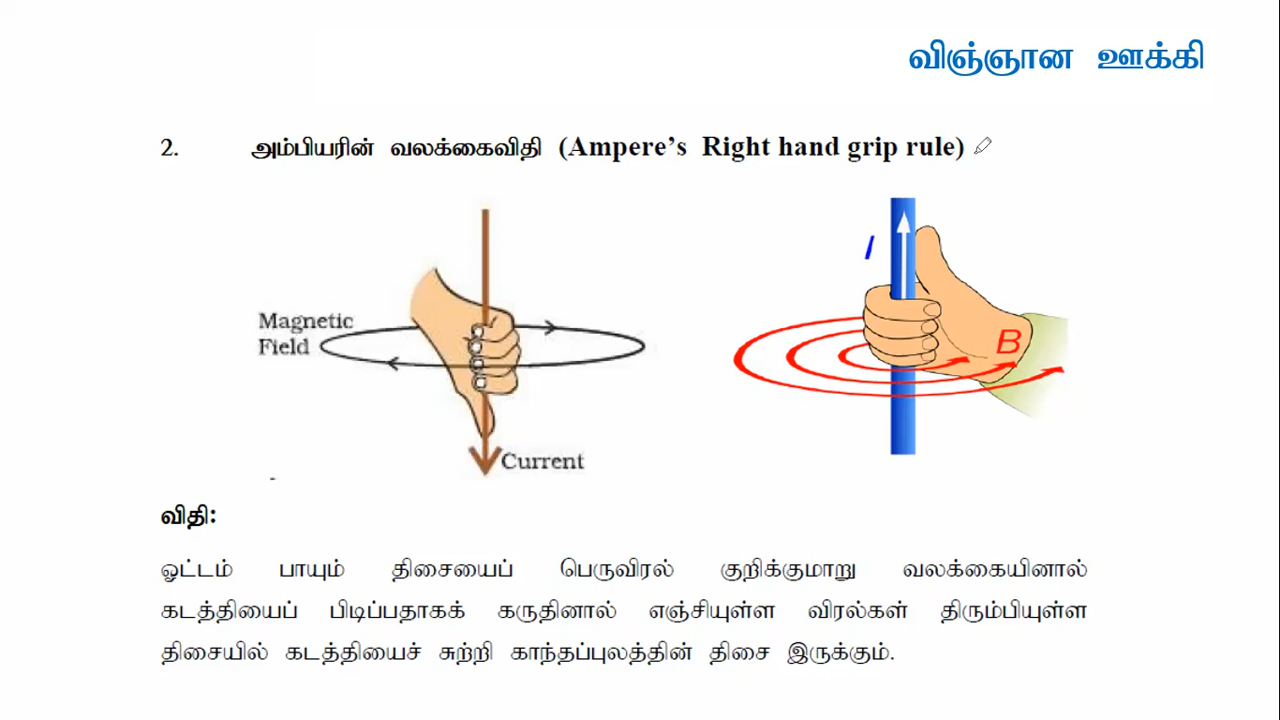 விஞ்ஞான ஊக்கி
2. அம்பியரின் வலக்கைவிதி (Ampere's Right hand grip rule)
Magnetic
Field
Current
I
B
விதி:
ஓட்டம் பாயும் திசையைப் பெருவிரல் குறிக்குமாறு வலக்கையினால்
கடத்தியைப் பிடிப்பதாகக் கருதினால் எஞ்சியுள்ள விரல்கள் திரும்பியுள்ள
திசையில் கடத்தியைச் சுற்றி காந்தப்புலத்தின் திசை இருக்கும்.